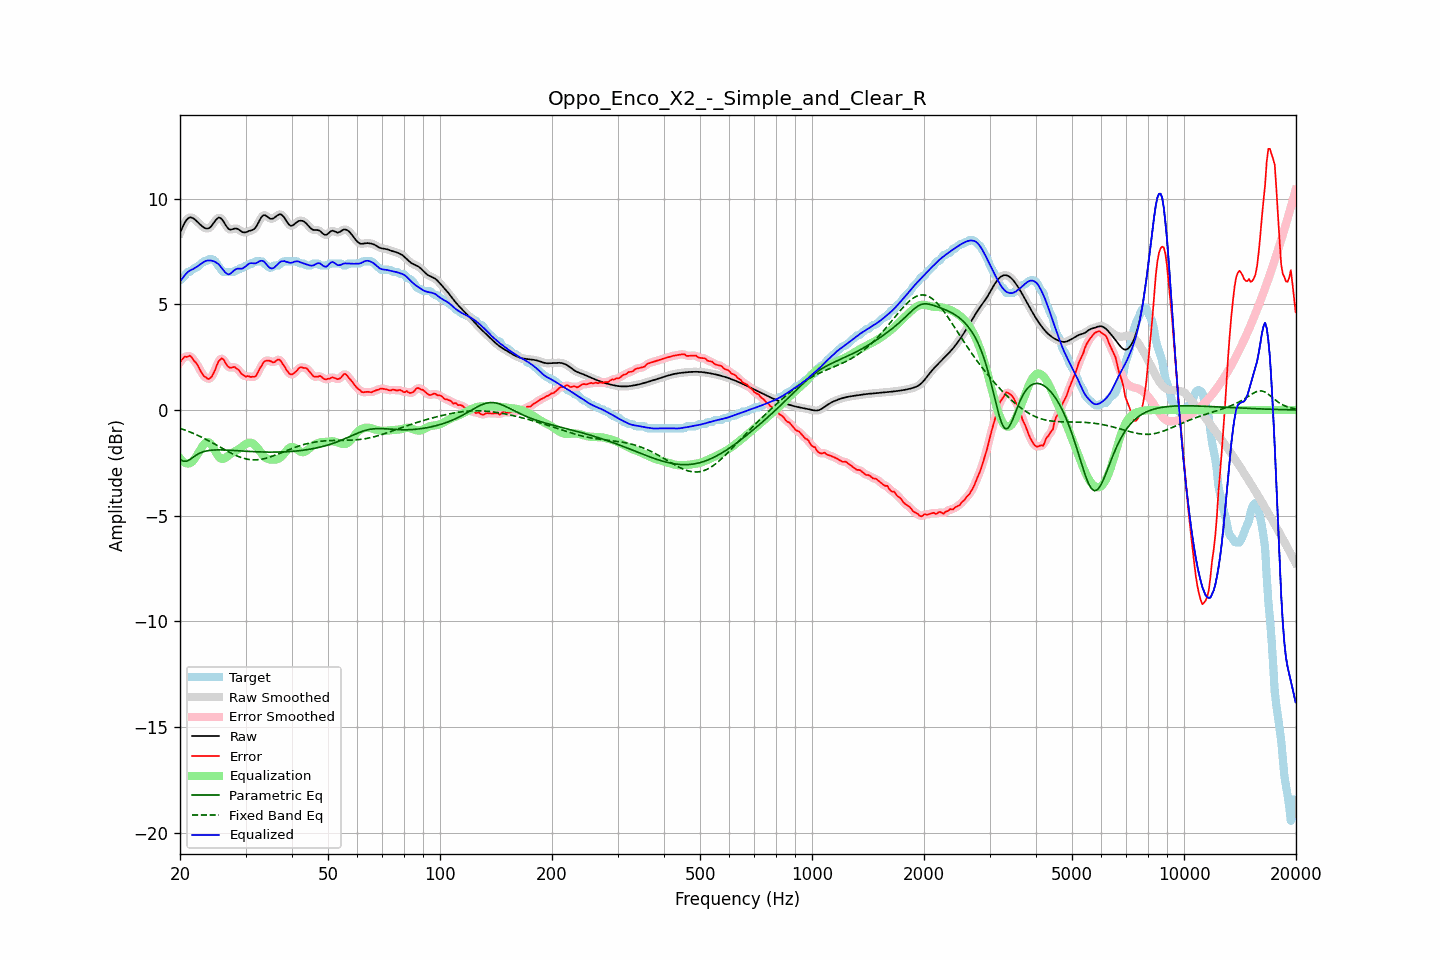 Oppo_Enco_X2_-_Simple_and_Clear_R
Amplitude (dBr)
10
5
0
−5
−10
−15
−20
Target
Raw Smoothed
Error Smoothed
Raw
Error
Equalization
Parametric Eq
Fixed Band Eq
Equalized
20 50 100 200 500 1000 2000 5000 10000 20000
Frequency (Hz)